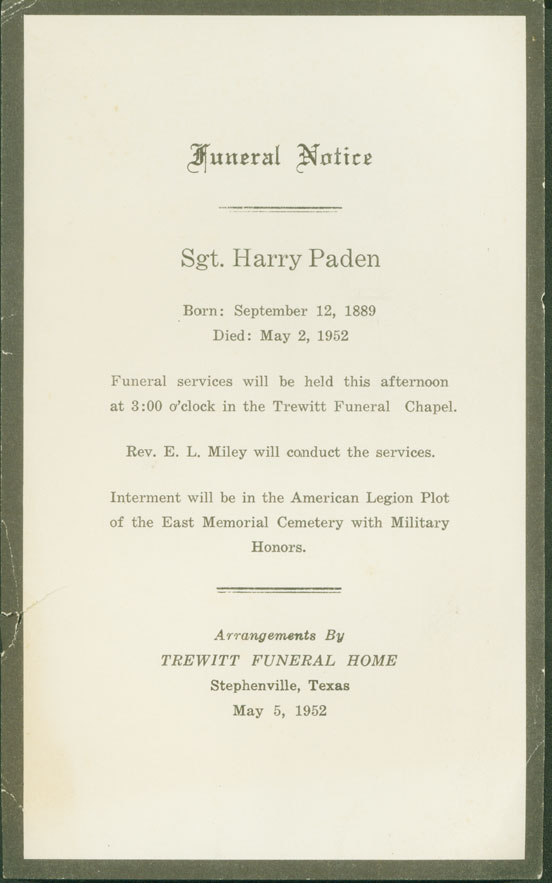 Funeral Notice
Sgt. Harry Paden
Born: September 12, 1889
Died: May 2, 1952
Funeral services will be held this afternoon
at 3:00 o'clock in the Trewitt Funeral Chapel.
Rev. E. L. Miley will conduct the services.
Interment will be in the American Legion Plot
of the East Memorial Cemetery with Military
Honors.
Arrangements By
TREWITT FUNERAL HOME
Stephenville, Texas
May 5, 1952